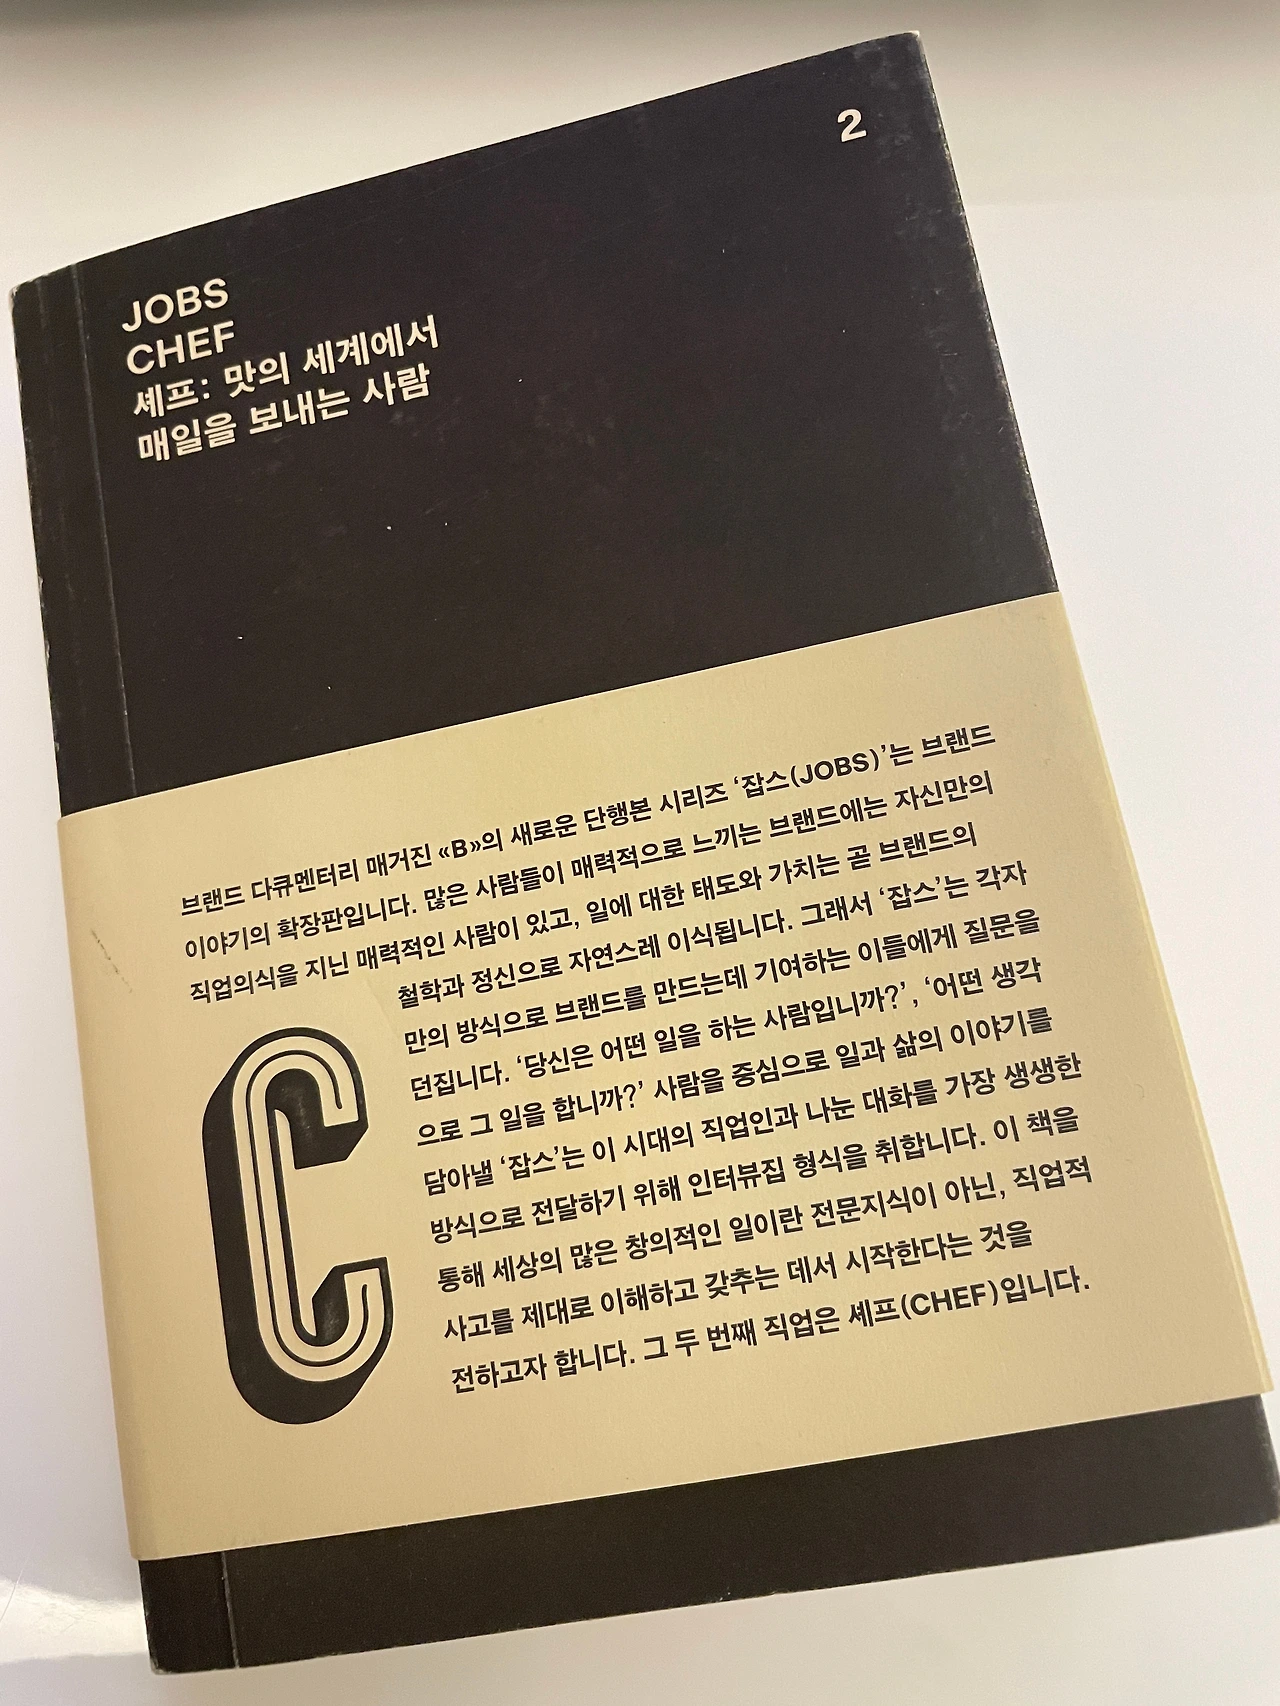 2
JOBS
CHEF
셰프: 맛의 세계에서
매일을 보내는 사람
브랜드 다큐멘터리 매거진 «B»의 새로운 단행본 시리즈 ‘잡스(JOBS)’는 브랜드
이야기의 확장판입니다. 많은 사람들이 매력적으로 느끼는 브랜드에는 자신만의
직업의식을 지닌 매력적인 사람이 있고, 일에 대한 태도와 가치는 곧 브랜드의
철학과 정신으로 자연스레 이식됩니다. 그래서 ‘잡스’는 각자
만의 방식으로 브랜드를 만드는데 기여하는 이들에게 질문을
던집니다. ‘당신은 어떤 일을 하는 사람입니까?’, ‘어떤 생각
으로 그 일을 합니까?’ 사람을 중심으로 일과 삶의 이야기를
담아낼 ‘잡스’는 이 시대의 직업인과 나눈 대화를 가장 생생한
방식으로 전달하기 위해 인터뷰집 형식을 취합니다. 이 책을
통해 세상의 많은 창의적인 일이란 전문지식이 아닌, 직업적
사고를 제대로 이해하고 갖추는 데서 시작한다는 것을
전하고자 합니다. 그 두 번째 직업은 셰프(CHEF)입니다.
C